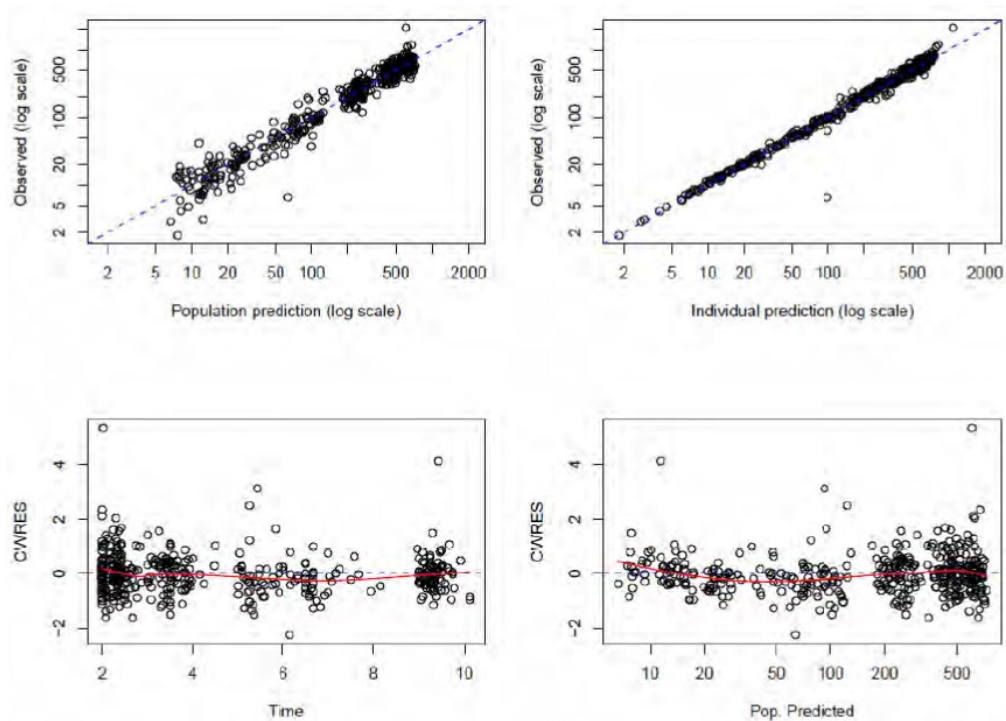 Observed (log scale)
500
100
20
5
2
2 5 10 20 50 100 500 2000
Population prediction (log scale)
Observed (log scale)
500
100
20
5
2
2 5 10 20 50 100 500 2000
Individual prediction (log scale)
CWRES
4
2
0
−2
2 4 6 8 10
Time
CWRES
4
2
0
−2
10 20 50 100 200 500
Pop. Predicted